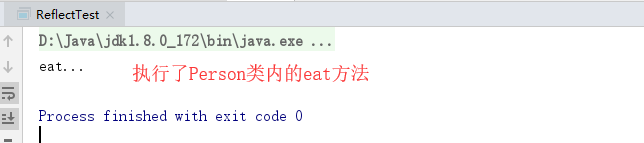 ReflectTest ×
D:\Java\jdk1.8.0_172\bin\java.exe ...
eat...
执行了Person类内的eat方法
Process finished with exit code 0